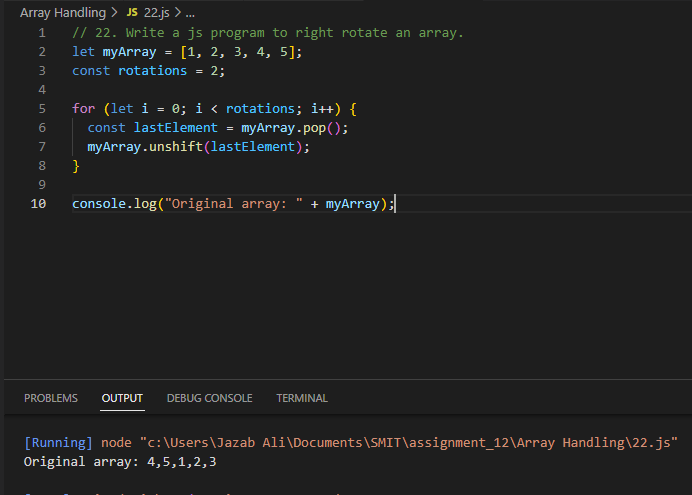 Array Handling > JS 22.js > ...
1 // 22. Write a js program to right rotate an array.
2 let myArray = [1, 2, 3, 4, 5];
3 const rotations = 2;
4
5 for (let i = 0; i < rotations; i++) {
6   const lastElement = myArray.pop();
7   myArray.unshift(lastElement);
8 }
9
10 console.log("Original array: " + myArray);
PROBLEMS OUTPUT DEBUG CONSOLE TERMINAL
[Running] node "c:\Users\Jazab Ali\Documents\SMIT\assignment_12\Array Handling\22.js"
Original array: 4,5,1,2,3